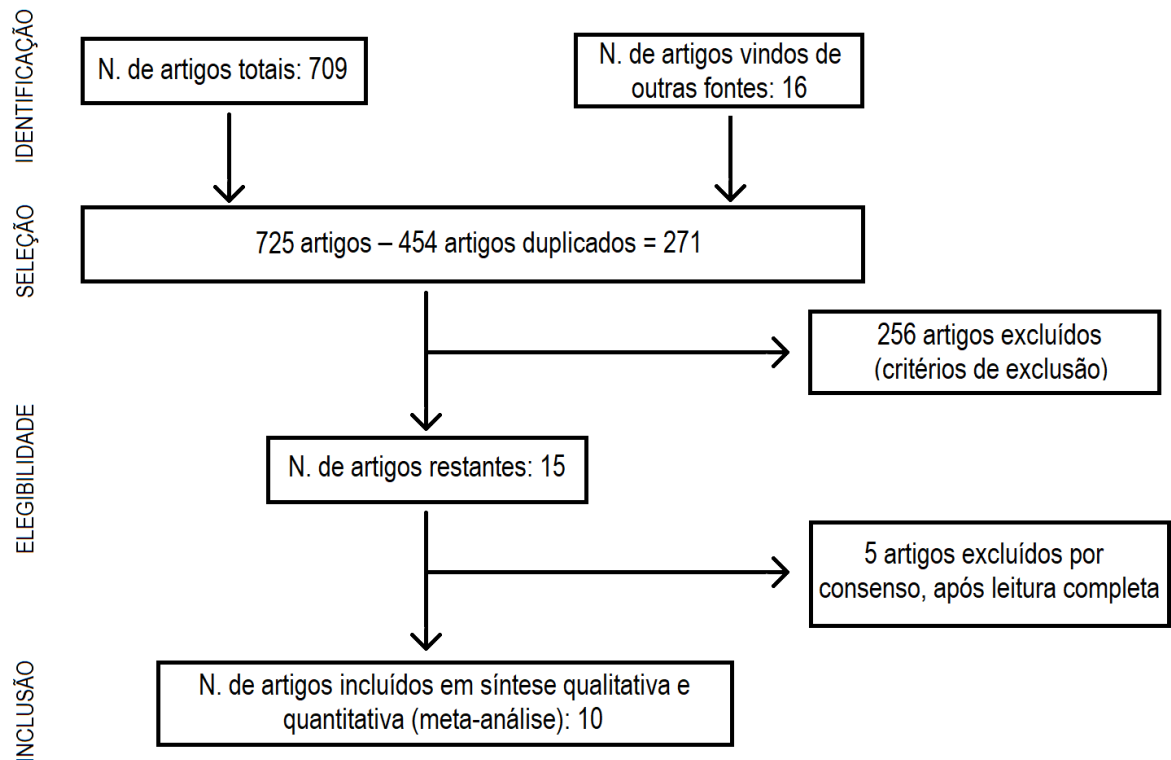 IDENTIFICAÇÃO
N. de artigos totais: 709
N. de artigos vindos de
outras fontes: 16
SELEÇÃO
725 artigos – 454 artigos duplicados = 271
256 artigos excluídos
(critérios de exclusão)
ELEGIBILIDADE
N. de artigos restantes: 15
5 artigos excluídos por
consenso, após leitura completa
INCLUSÃO
N. de artigos incluídos em síntese qualitativa e
quantitativa (meta-análise): 10